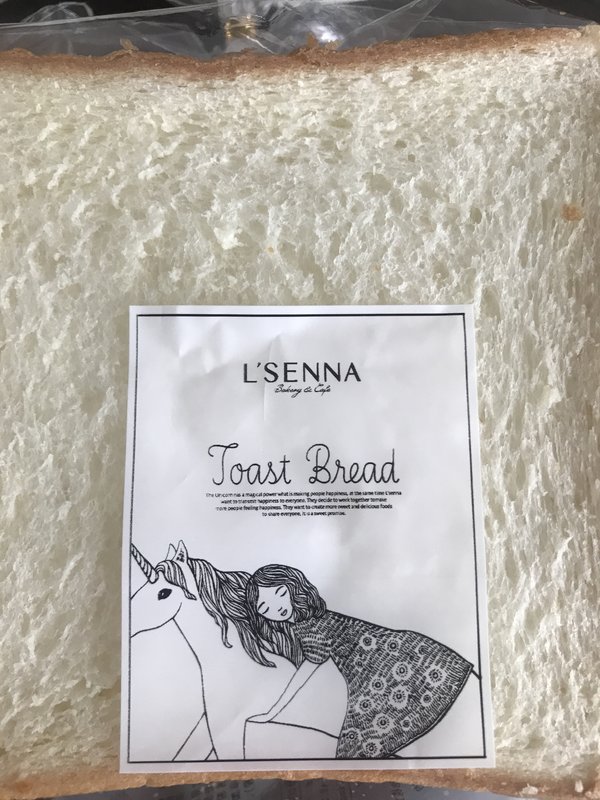 L'SENNA
Bakery & Cafe
Toast Bread
The Unicorn has a magical power what is making people happiness, at the same time L'senna
want to transmit happiness to everyone. They decide to work together to make
more people feeling happiness. They want to create more sweet and delicious foods
to share everyone, it is a sweet promise.